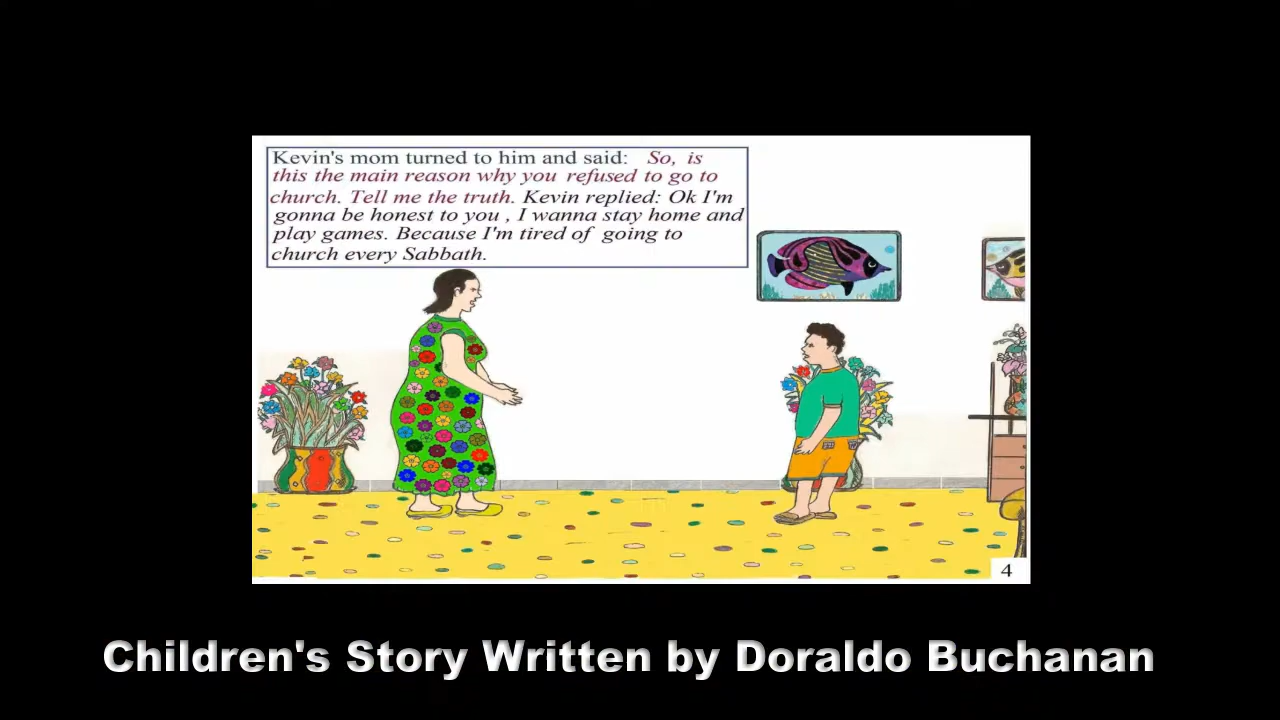 Kevin's mom turned to him and said: So, is
this the main reason why you refused to go to
church. Tell me the truth. Kevin replied: Ok I'm
gonna be honest to you , I wanna stay home and
play games. Because I'm tired of going to
church every Sabbath.
4
Children's Story Written by Doraldo Buchanan